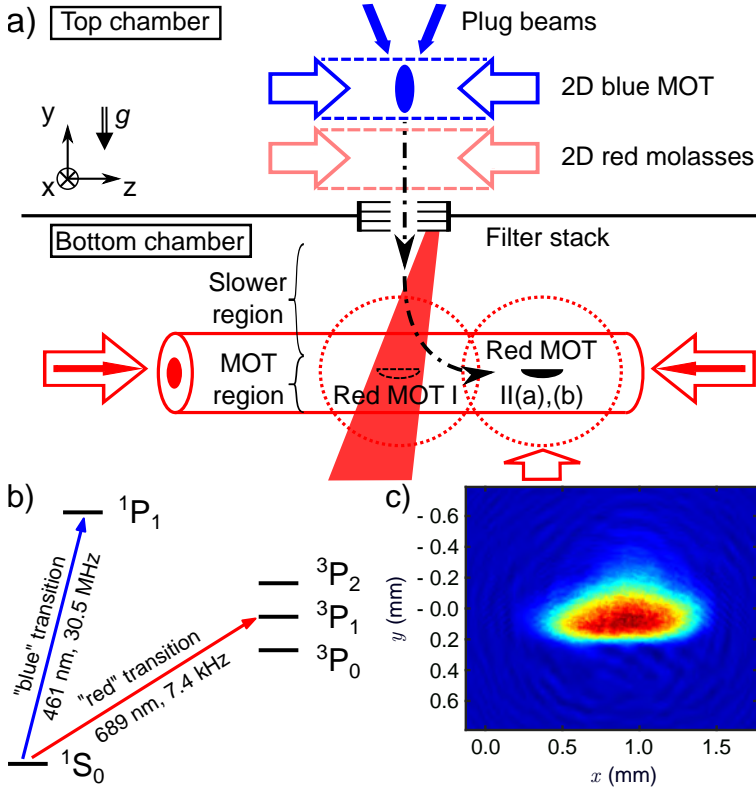 a) Top chamber
Plug beams
2D blue MOT
y
g
x
z
2D red molasses
Bottom chamber
Filter stack
Slower
region
MOT
region
Red MOT I
Red MOT
II(a),(b)
b)
1P1
"blue" transition
461 nm, 30.5 MHz
3P2
3P1
3P0
"red" transition
689 nm, 7.4 kHz
1S0
c)
- 0.6
- 0.4
- 0.2
- 0.0
0.2
0.4
0.6
y (mm)
0.0 0.5 1.0 1.5
x (mm)